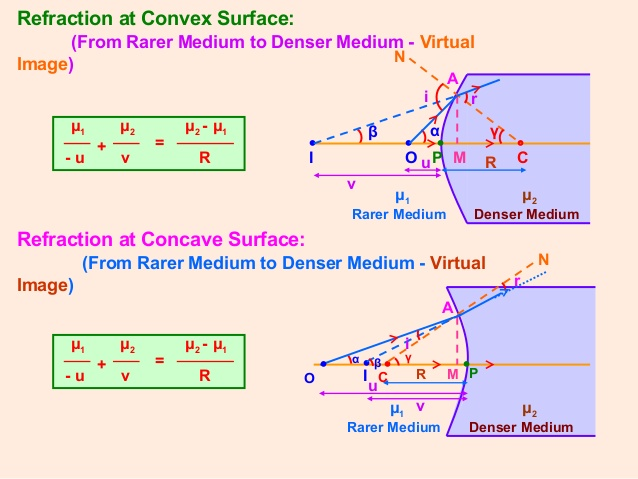 Refraction at Convex Surface:
(From Rarer Medium to Denser Medium - Virtual
Image)
N
A
i
r
β
α
γ
μ₁
- u
+
μ₂
v
=
μ₂ - μ₁
R
I
O
u
P
M
R
C
v
μ₁
μ₂
Rarer Medium
Denser Medium
Refraction at Concave Surface:
(From Rarer Medium to Denser Medium - Virtual
Image)
N
r
A
i
μ₁
- u
+
μ₂
v
=
μ₂ - μ₁
R
α
β
γ
O
I
C
R
M
P
u
v
μ₁
μ₂
Rarer Medium
Denser Medium